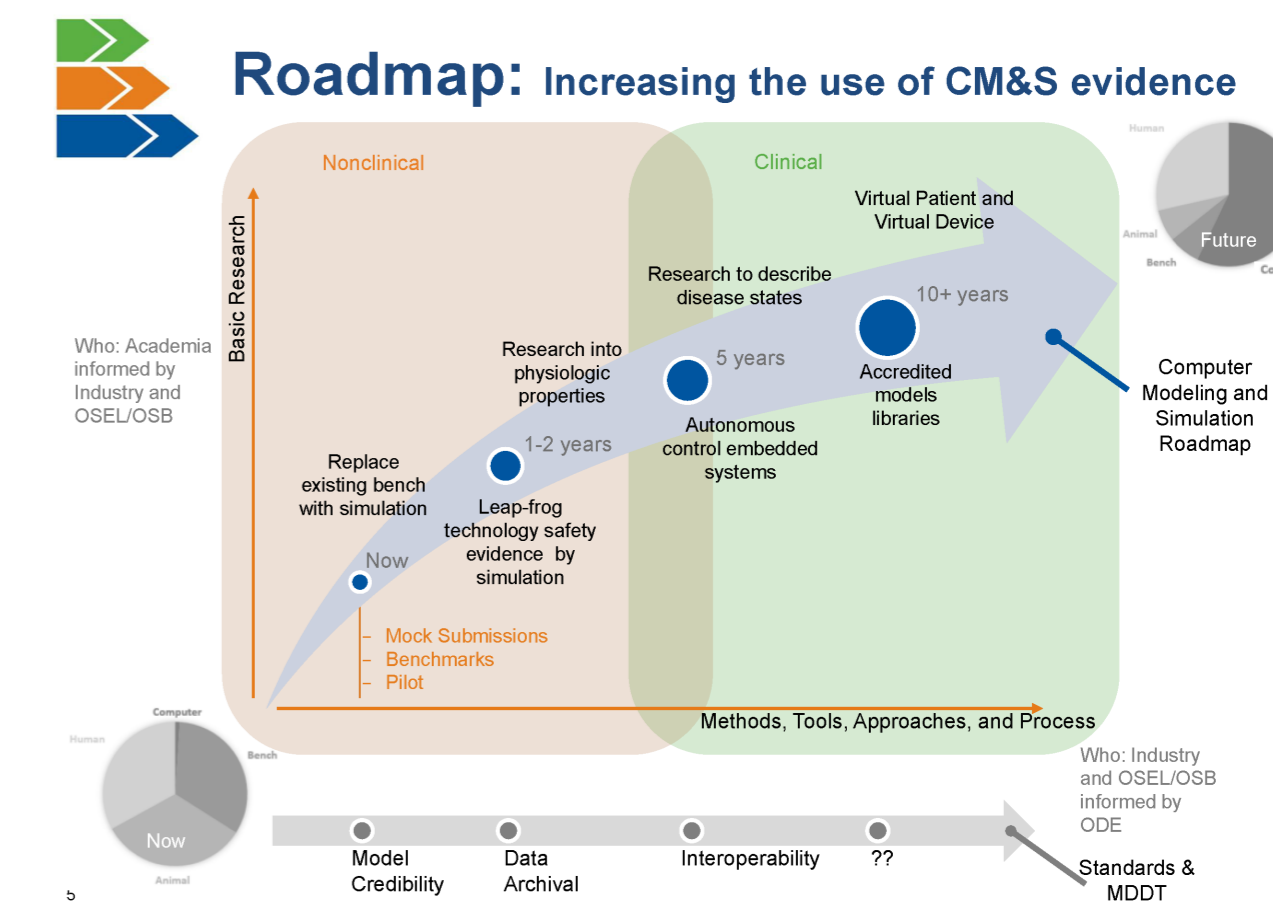 Roadmap: Increasing the use of CM&S evidence
Nonclinical
Clinical
Human
Animal
Bench
Co
Future
Virtual Patient and
Virtual Device
Basic Research
Research to describe
disease states
10+ years
Who: Academia
informed by
Industry and
OSEL/OSB
Research into
physiologic
properties
5 years
Accredited
models
libraries
Computer
Modeling and
Simulation
Roadmap
1-2 years
Autonomous
control embedded
systems
Replace
existing bench
with simulation
Leap-frog
technology safety
evidence by
simulation
Now
– Mock Submissions
– Benchmarks
– Pilot
Methods, Tools, Approaches, and Process
Computer
Human
Bench
Now
Animal
Who: Industry
and OSEL/OSB
informed by
ODE
Model
Credibility
Data
Archival
Interoperability
??
Standards &
MDDT
5